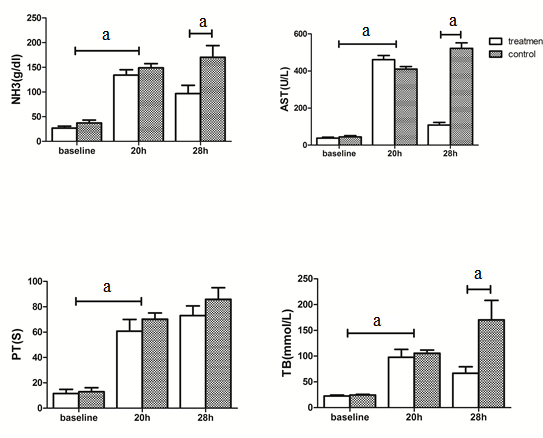 a
a
NH3(g/dl)
250
200
150
100
50
0
baseline
20h
28h
a
a
AST(U/L)
600
400
200
0
baseline
20h
28h
treatmen
control
a
PT(S)
100
80
60
40
20
0
baseline
20h
28h
a
a
TB(mmol/L)
250
200
150
100
50
0
baseline
20h
28h